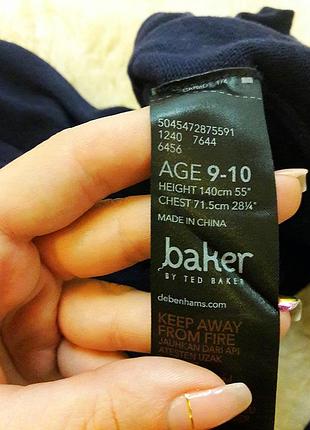 5045472875591
1240 7644
6456
AGE 9-10
HEIGHT 140cm 55"
CHEST 71.5cm 28¼"
MADE IN CHINA
baker
BY TED BAKER
debenhams.com
KEEP AWAY
FROM FIRE
JAUHKAN DARI API
ATESTEN UZAK